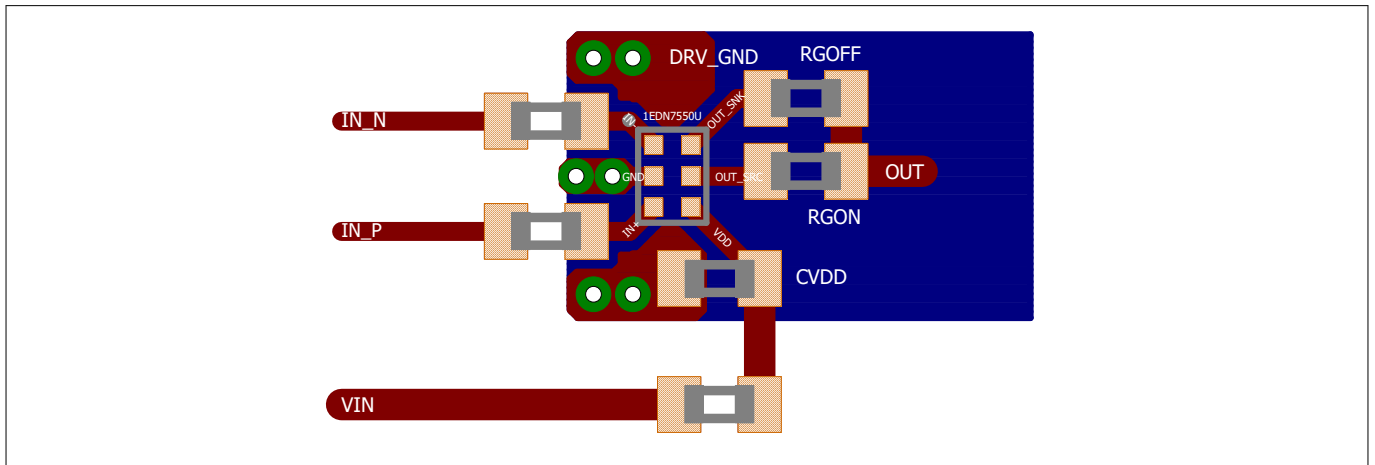 DRV_GND
RGOFF
IN_N
IN-
1EDN7550U
OUT_SNK
GND
OUT_SRC
OUT
IN_P
IN+
VDD
RGON
CVDD
VIN